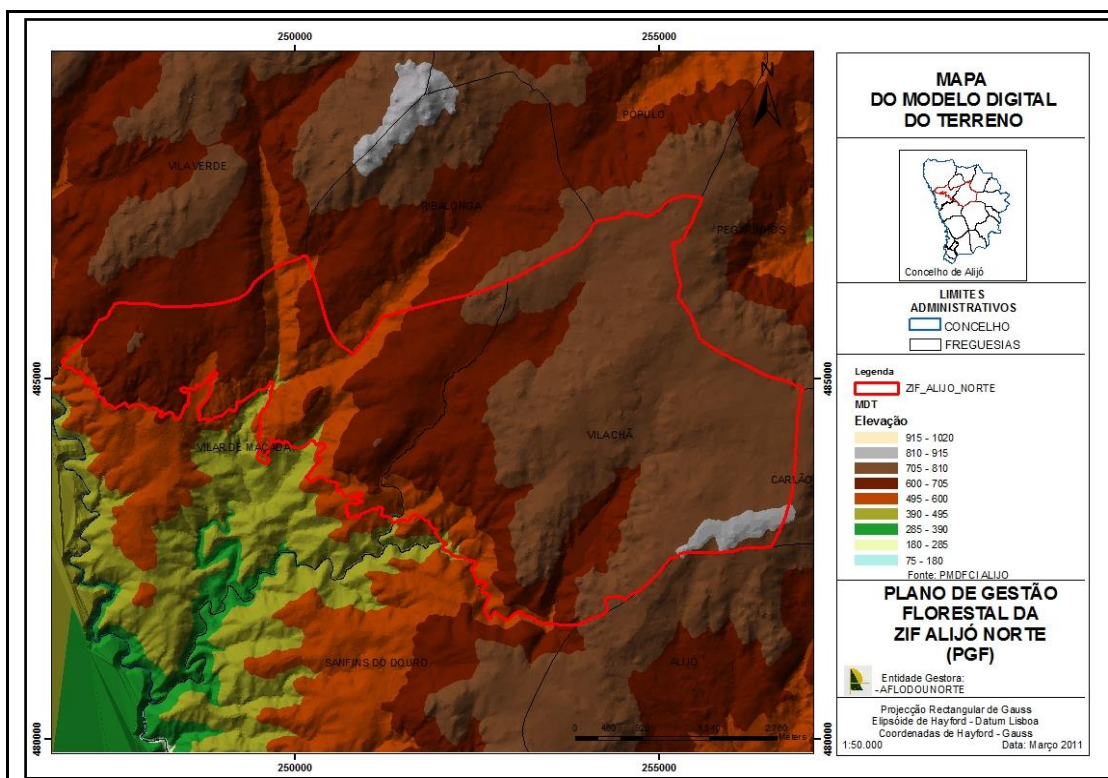 250000
255000
N
PÓPULO
VILA VERDE
RIBALONGA
PEGARINHOS
485000
485000
VILA CHÃ
VILAR DE MAÇADA
CARLÃO
SANFINS DO DOURO
ALIJÓ
Meters
480000
480000
250000
255000
MAPA
DO MODELO DIGITAL
DO TERRENO
Concelho de Alijó
LIMITES
ADMINISTRATIVOS
CONCELHO
FREGUESIAS
Legenda
ZIF_ALIJO_NORTE
MDT
Elevação
915 - 1020
810 - 915
705 - 810
600 - 705
495 - 600
390 - 495
285 - 390
180 - 285
75 - 180
Fonte: PMDFCI ALIJO
PLANO DE GESTÃO
FLORESTAL DA
ZIF ALIJÓ NORTE
(PGF)
Entidade Gestora:
-AFLODOUNORTE
Projecção Rectangular de Gauss
Elipsóide de Hayford - Datum Lisboa
Coordenadas de Hayford - Gauss
1:50.000 Data: Março 2011